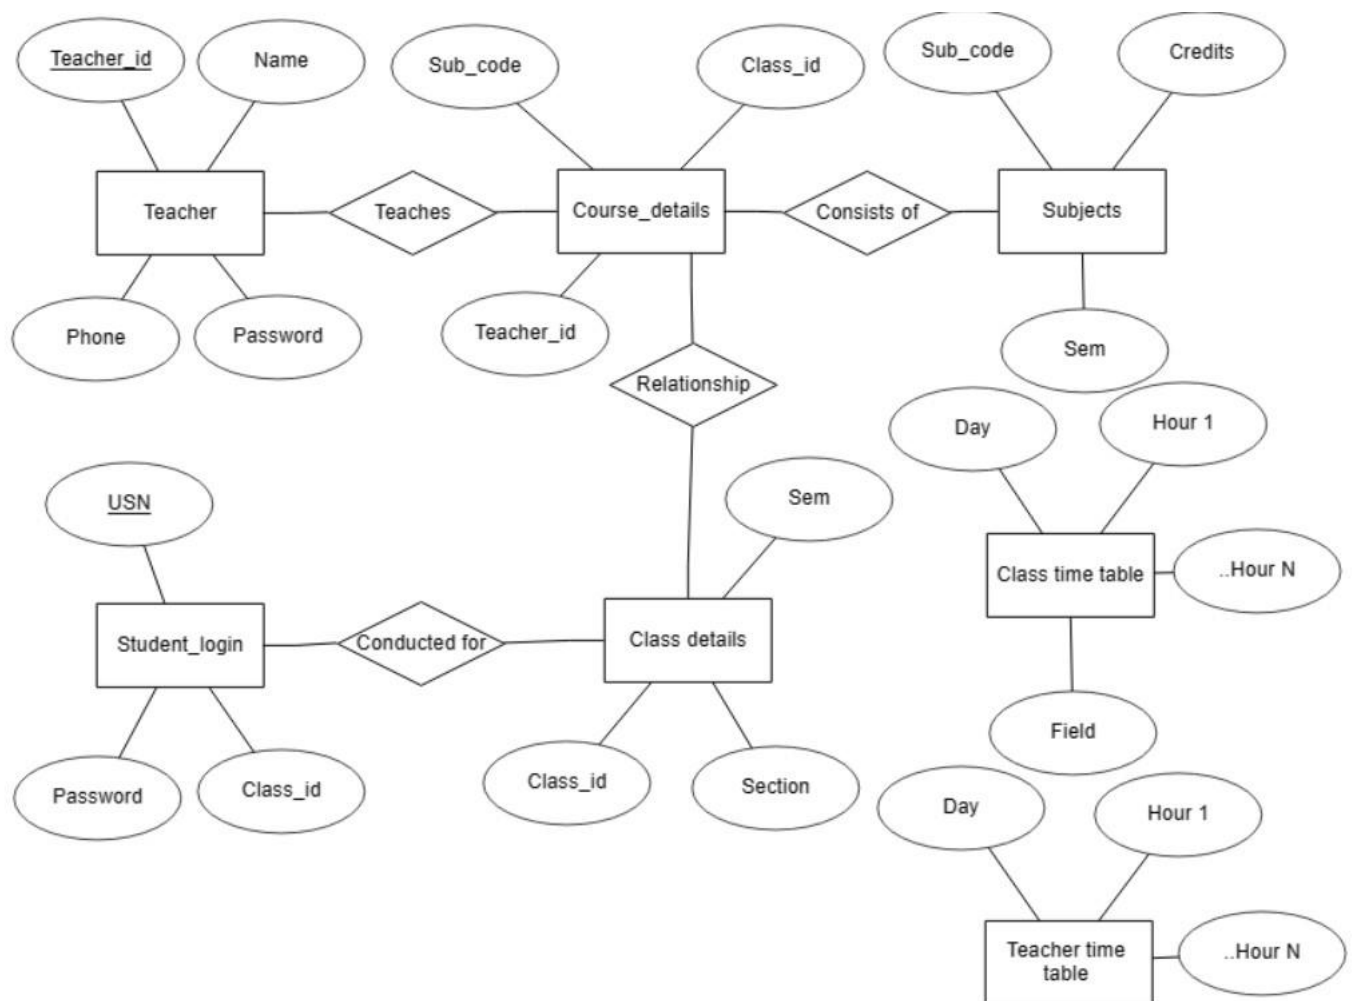 Teacher_id
Name
Sub_code
Class_id
Sub_code
Credits
Teacher
Teaches
Course_details
Consists of
Subjects
Phone
Password
Teacher_id
Sem
Relationship
Day
Hour 1
USN
Sem
Class time table
..Hour N
Student_login
Conducted for
Class details
Field
Password
Class_id
Class_id
Section
Day
Hour 1
Teacher time
table
..Hour N